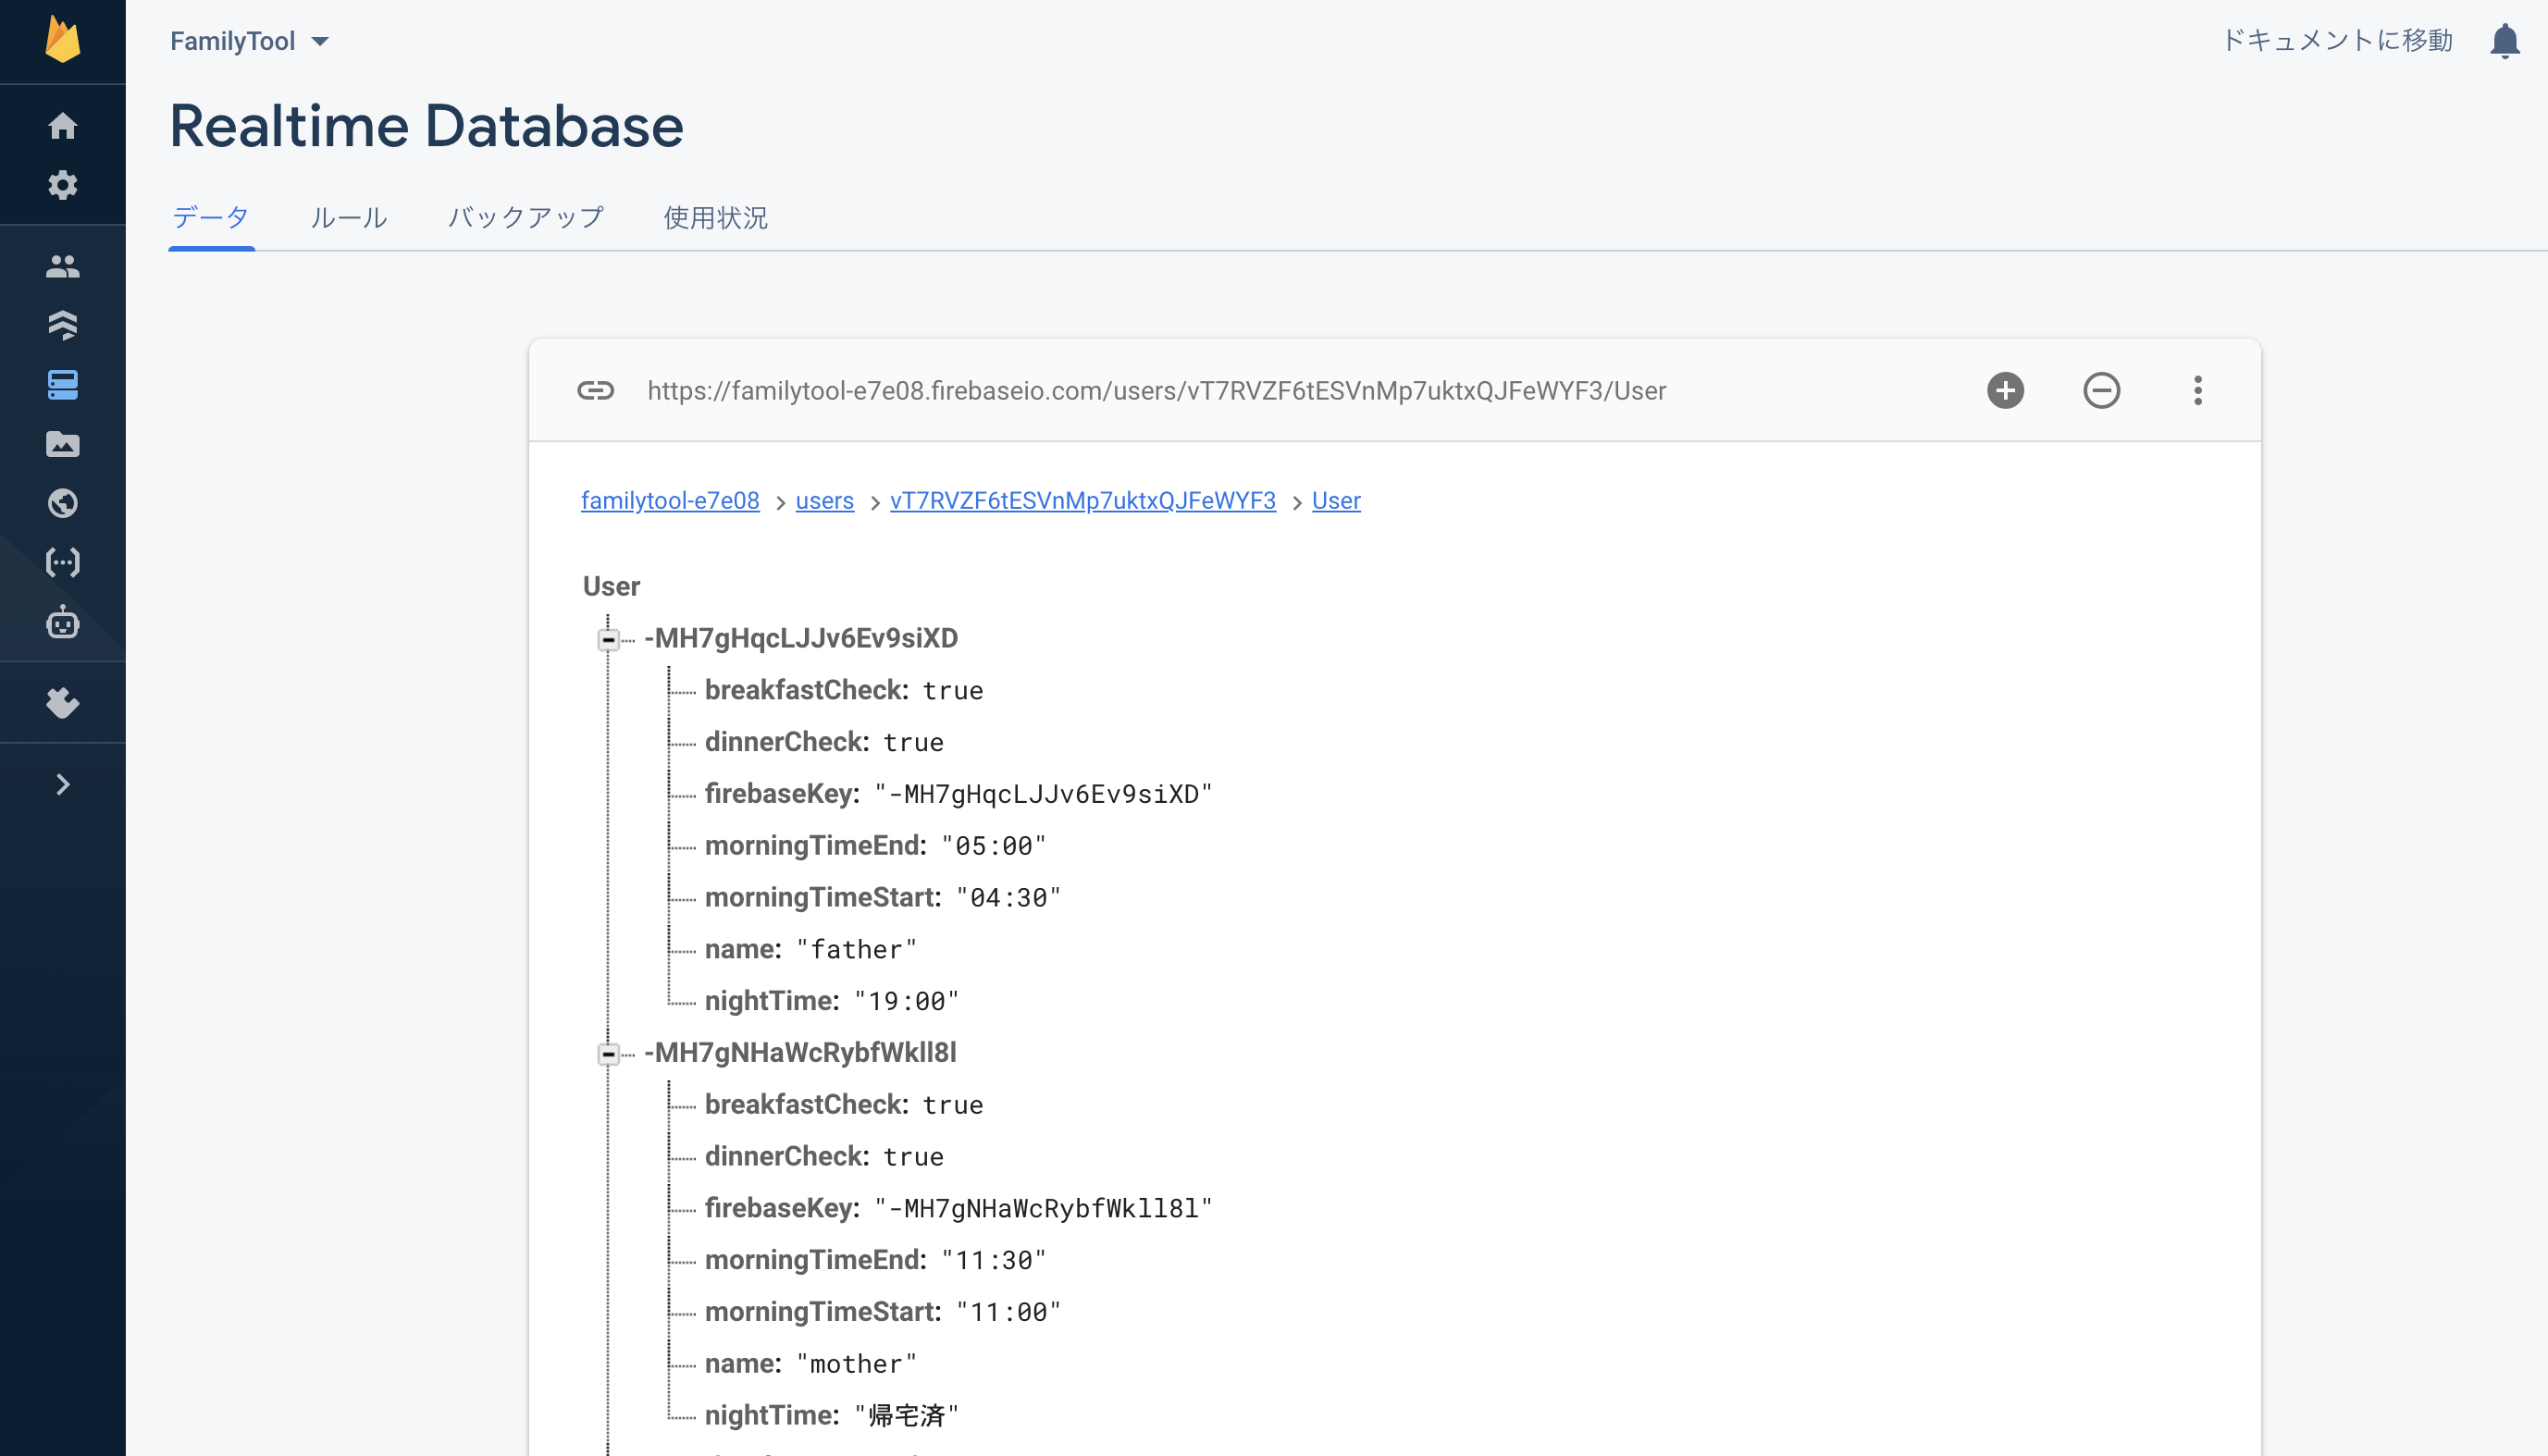 FamilyTool
ドキュメントに移動
Realtime Database
データ ルール バックアップ 使用状況
https://familytool-e7e08.firebaseio.com/users/vT7RVZF6tESVnMp7uktxQJFeWYF3/User
familytool-e7e08 > users > vT7RVZF6tESVnMp7uktxQJFeWYF3 > User
User
-MH7gHqcLJJv6Ev9siXD
breakfastCheck: true
dinnerCheck: true
firebaseKey: "-MH7gHqcLJJv6Ev9siXD"
morningTimeEnd: "05:00"
morningTimeStart: "04:30"
name: "father"
nightTime: "19:00"
-MH7gNHaWcRybfWkll8l
breakfastCheck: true
dinnerCheck: true
firebaseKey: "-MH7gNHaWcRybfWkll8l"
morningTimeEnd: "11:30"
morningTimeStart: "11:00"
name: "mother"
nightTime: "帰宅済"